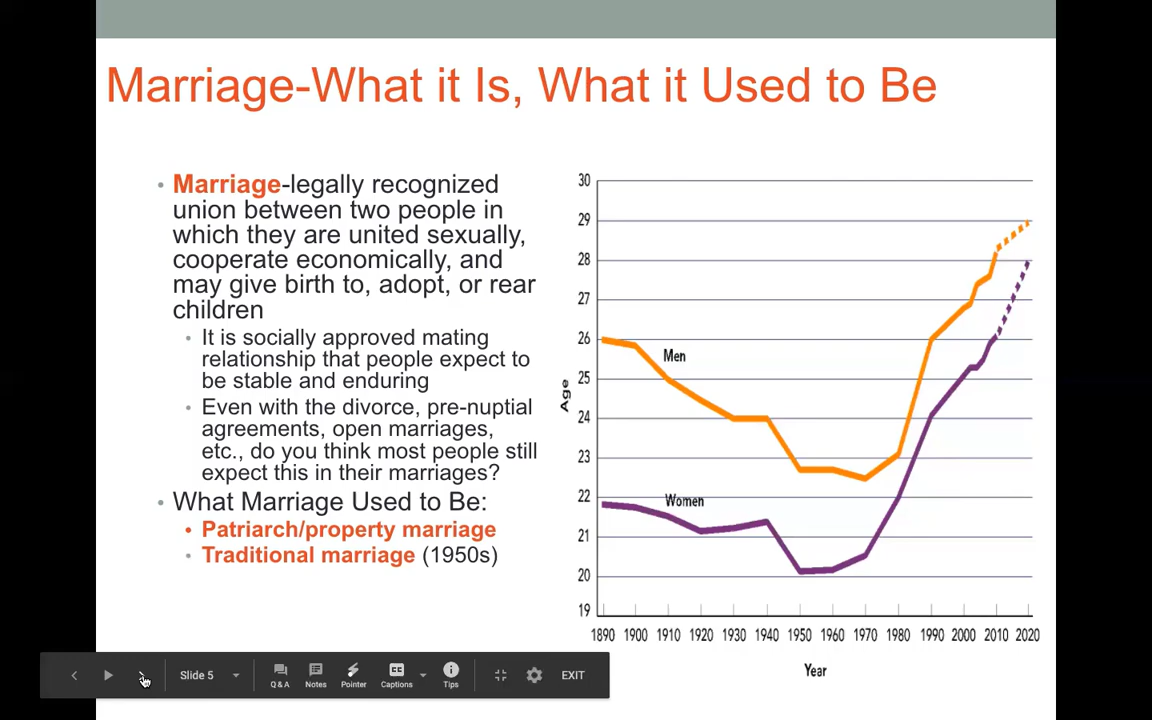 Marriage-What it Is, What it Used to Be
• Marriage-legally recognized
union between two people in
which they are united sexually,
cooperate economically, and
may give birth to, adopt, or rear
children
• It is socially approved mating
relationship that people expect to
be stable and enduring
• Even with the divorce, pre-nuptial
agreements, open marriages,
etc., do you think most people still
expect this in their marriages?
• What Marriage Used to Be:
• Patriarch/property marriage
• Traditional marriage (1950s)
30
29
28
27
26
25
24
23
22
21
20
19
Age
Men
Women
1890 1900 1910 1920 1930 1940 1950 1960 1970 1980 1990 2000 2010 2020
Year
Slide 5
Q & A
Notes
Pointer
CC
Captions
Tips
EXIT